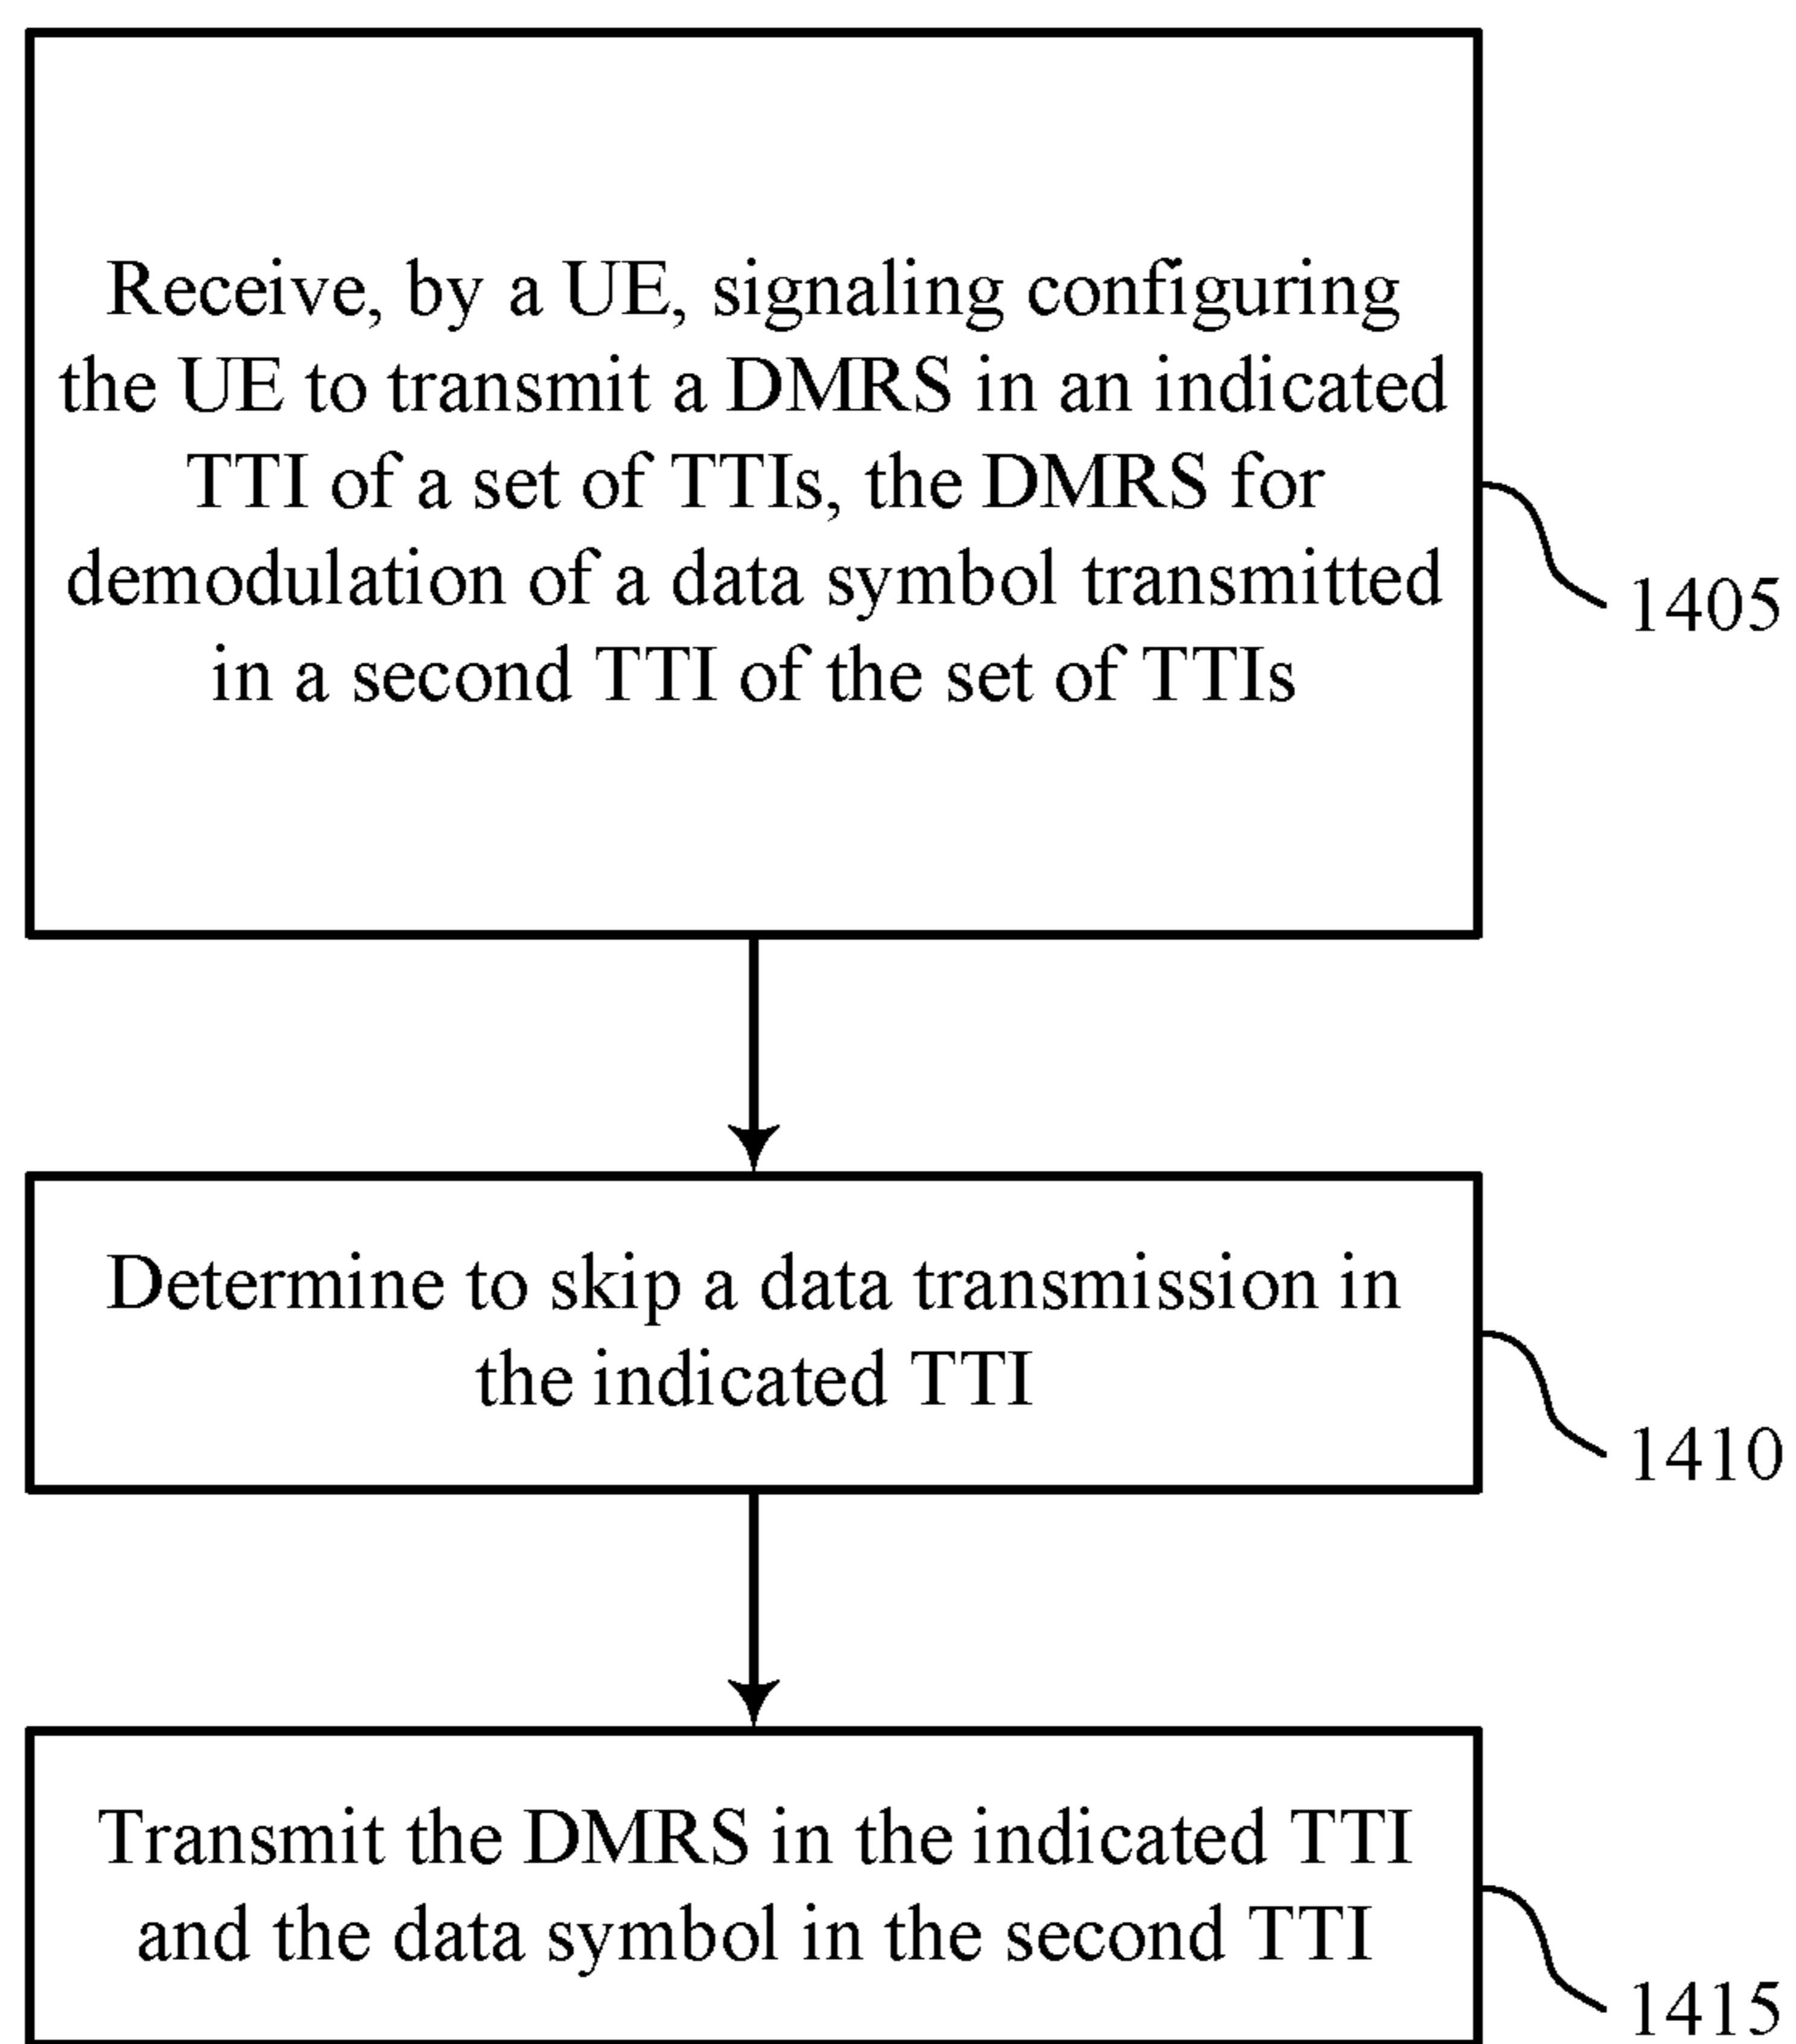 Receive, by a UE, signaling configuring
the UE to transmit a DMRS in an indicated
TTI of a set of TTIs, the DMRS for
demodulation of a data symbol transmitted
in a second TTI of the set of TTIs
1405
Determine to skip a data transmission in
the indicated TTI
1410
Transmit the DMRS in the indicated TTI
and the data symbol in the second TTI
1415